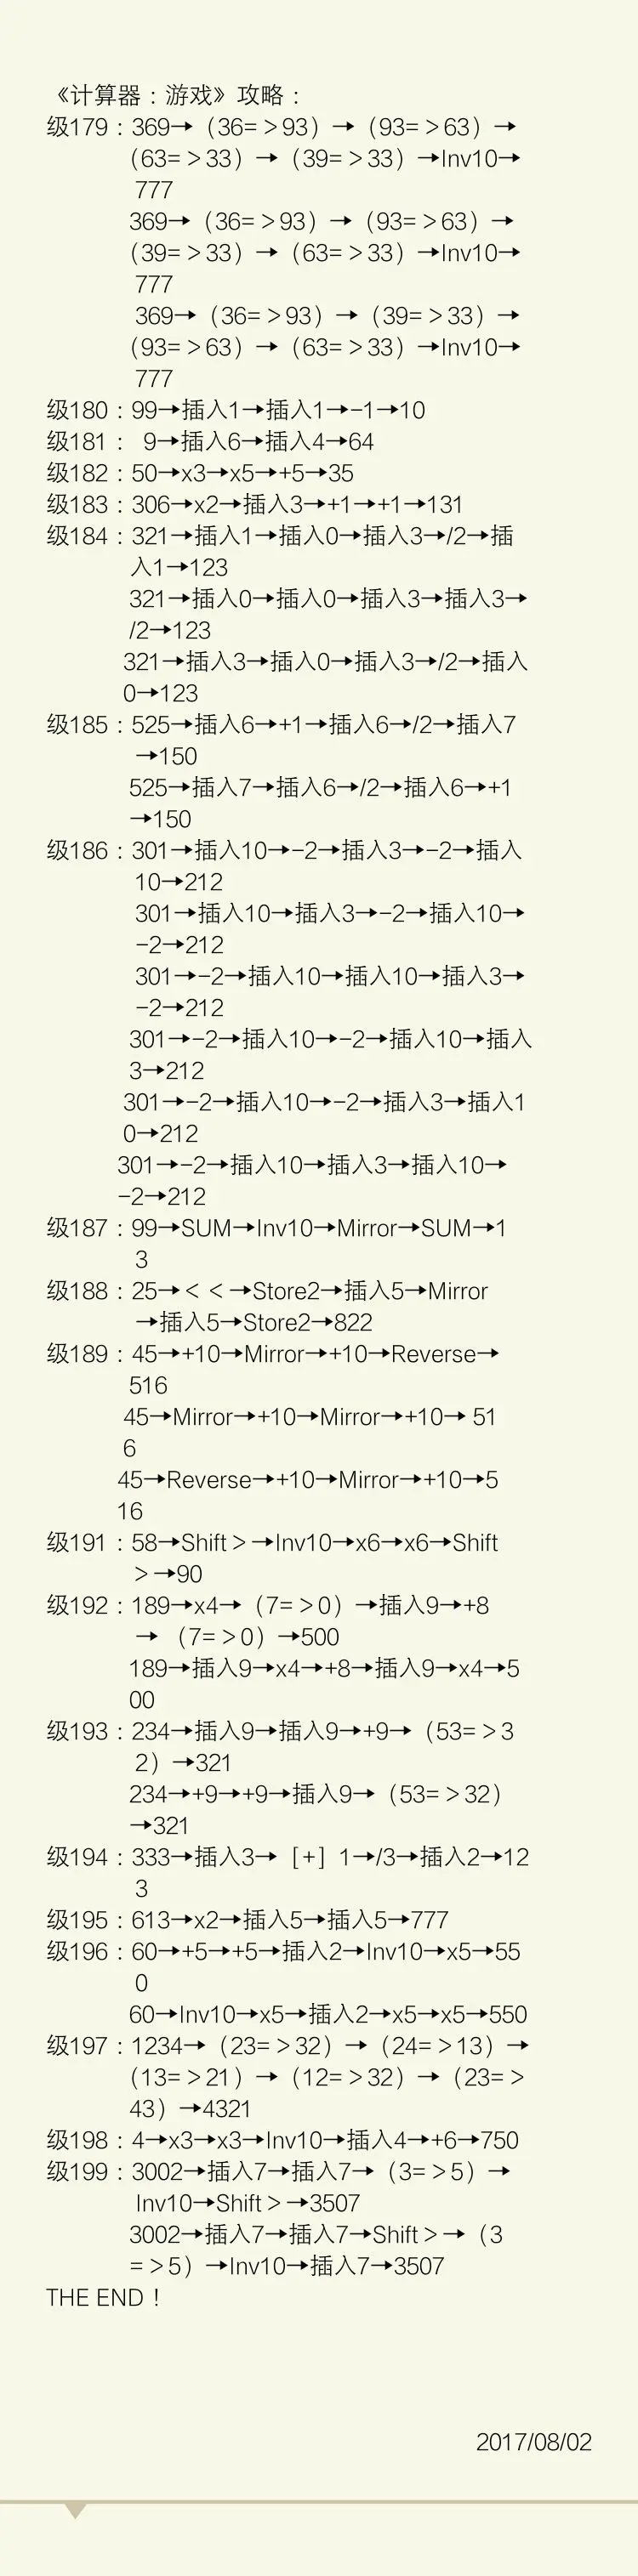 《计算器：游戏》攻略：
级179：369→（36=＞93）→（93=＞63）→
（63=＞33）→（39=＞33）→Inv10→
777
369→（36=＞93）→（93=＞63）→
（39=＞33）→（63=＞33）→Inv10→
777
369→（36=＞93）→（39=＞33）→
（93=＞63）→（63=＞33）→Inv10→
777
级180：99→插入1→插入1→-1→10
级181： 9→插入6→插入4→64
级182：50→x3→x5→+5→35
级183：306→x2→插入3→+1→+1→131
级184：321→插入1→插入0→插入3→/2→插
入1→123
321→插入0→插入0→插入3→插入3→
/2→123
321→插入3→插入0→插入3→/2→插入
0→123
级185：525→插入6→+1→插入6→/2→插入7
→150
525→插入7→插入6→/2→插入6→+1
→150
级186：301→插入10→-2→插入3→-2→插入
10→212
301→插入10→插入3→-2→插入10→
-2→212
301→-2→插入10→插入10→插入3→
-2→212
301→-2→插入10→-2→插入10→插入
3→212
301→-2→插入10→-2→插入3→插入1
0→212
301→-2→插入10→插入3→插入10→
-2→212
级187：99→SUM→Inv10→Mirror→SUM→1
3
级188：25→＜＜→Store2→插入5→Mirror
→插入5→Store2→822
级189：45→+10→Mirror→+10→Reverse→
516
45→Mirror→+10→Mirror→+10→ 51
6
45→Reverse→+10→Mirror→+10→5
16
级191：58→Shift＞→Inv10→x6→x6→Shift
＞→90
级192：189→x4→（7=＞0）→插入9→+8
→ （7=＞0）→500
189→插入9→x4→+8→插入9→x4→5
00
级193：234→插入9→插入9→+9→（53=＞3
2）→321
234→+9→+9→插入9→（53=＞32）
→321
级194：333→插入3→［+］1→/3→插入2→12
3
级195：613→x2→插入5→插入5→777
级196：60→+5→+5→插入2→Inv10→x5→55
0
60→Inv10→x5→插入2→x5→x5→550
级197：1234→（23=＞32）→（24=＞13）→
（13=＞21）→（12=＞32）→（23=＞
43）→4321
级198：4→x3→x3→Inv10→插入4→+6→750
级199：3002→插入7→插入7→（3=＞5）→
Inv10→Shift＞→3507
3002→插入7→插入7→Shift＞→（3
=＞5）→Inv10→插入7→3507
THE END！
2017/08/02